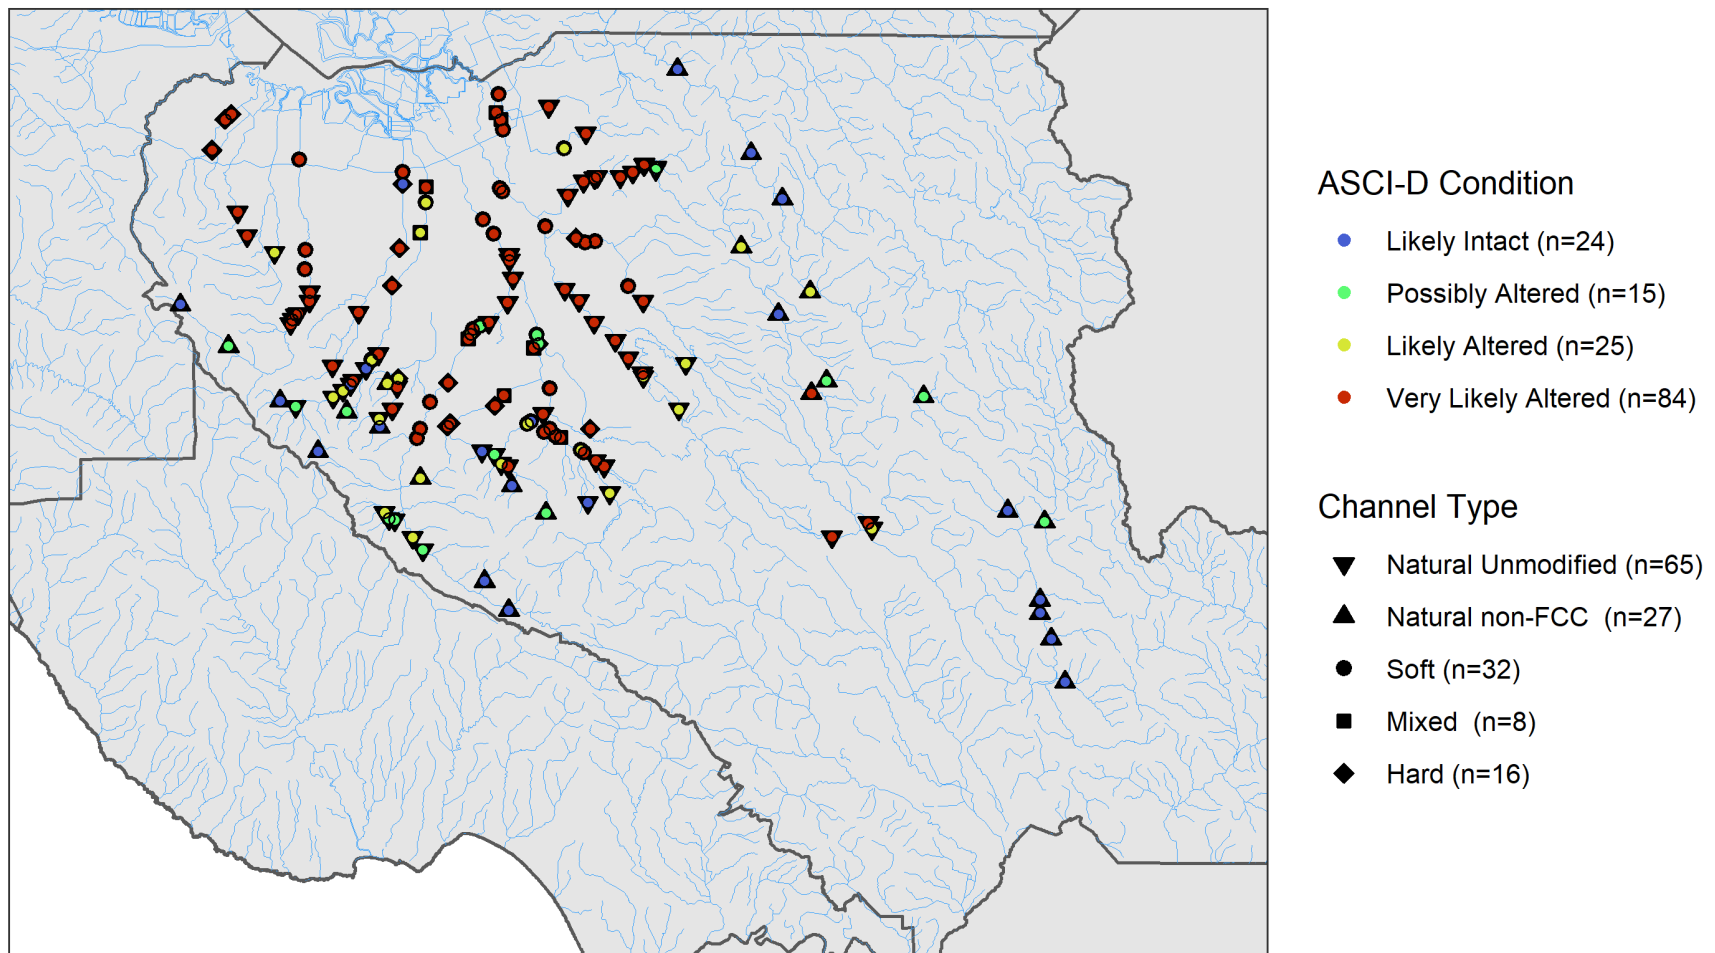 ASCI-D Condition
Likely Intact (n=24)
Possibly Altered (n=15)
Likely Altered (n=25)
Very Likely Altered (n=84)
Channel Type
Natural Unmodified (n=65)
Natural non-FCC (n=27)
Soft (n=32)
Mixed (n=8)
Hard (n=16)